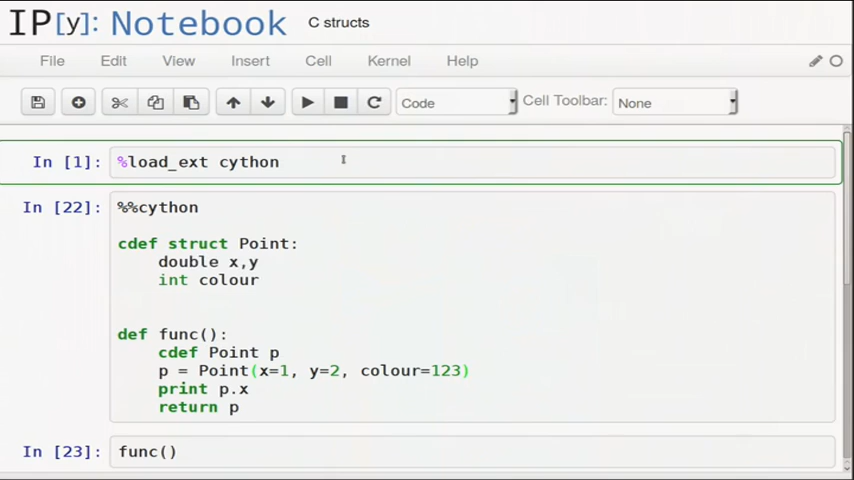 IP[y]: Notebook C structs
File Edit View Insert Cell Kernel Help
Code Cell Toolbar: None
In [1]: %load_ext cython
In [22]: %%cython
cdef struct Point:
double x,y
int colour
def func():
cdef Point p
p = Point(x=1, y=2, colour=123)
print p.x
return p
In [23]: func()